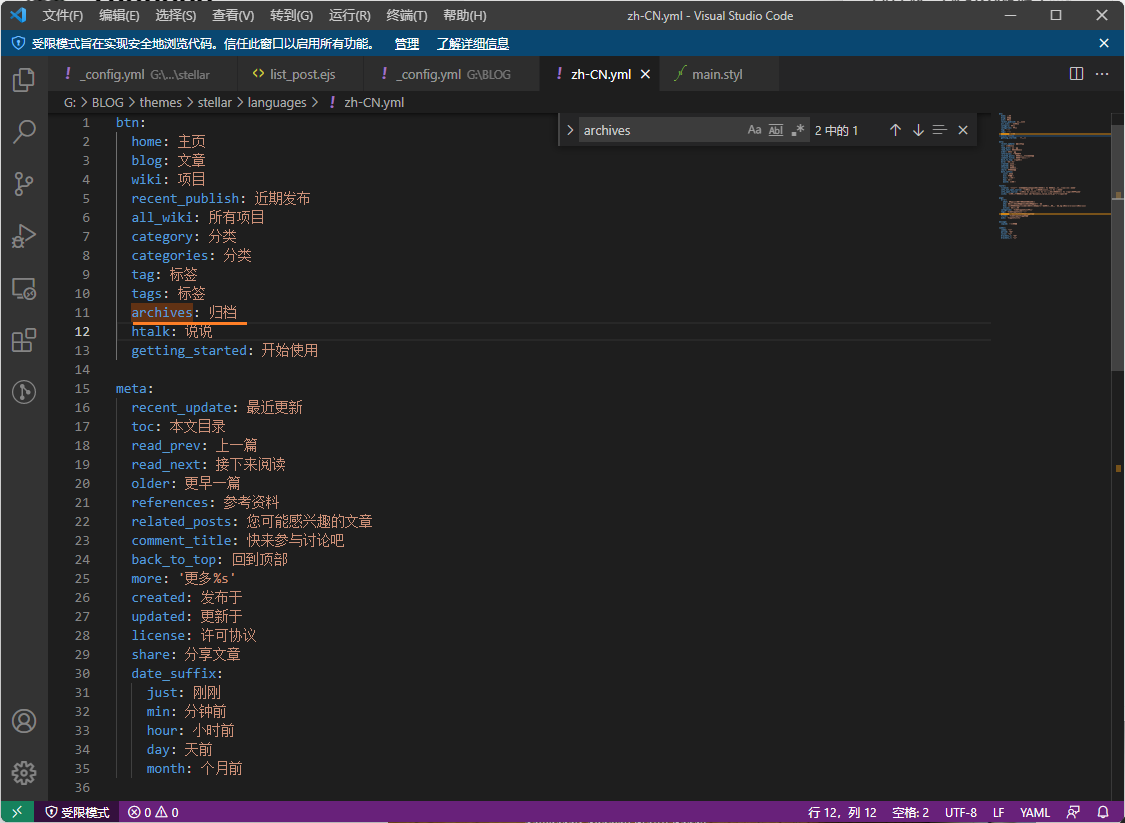 文件(F) 编辑(E) 选择(S) 查看(V) 转到(G) 运行(R) 终端(T) 帮助(H) zh-CN.yml - Visual Studio Code
受限模式旨在实现安全地浏览代码。信任此窗口以启用所有功能。 管理 了解详细信息
! _config.yml G:\...\stellar <> list_post.ejs ! _config.yml G:\BLOG ! zh-CN.yml main.styl
G: > BLOG > themes > stellar > languages > ! zh-CN.yml
archives Aa Abl .* 2 中的 1
1 btn:
2 home: 主页
3 blog: 文章
4 wiki: 项目
5 recent_publish: 近期发布
6 all_wiki: 所有项目
7 category: 分类
8 categories: 分类
9 tag: 标签
10 tags: 标签
11 archives: 归档
12 htalk: 说说
13 getting_started: 开始使用
14
15 meta:
16 recent_update: 最近更新
17 toc: 本文目录
18 read_prev: 上一篇
19 read_next: 接下来阅读
20 older: 更早一篇
21 references: 参考资料
22 related_posts: 您可能感兴趣的文章
23 comment_title: 快来参与讨论吧
24 back_to_top: 回到顶部
25 more: '更多%s'
26 created: 发布于
27 updated: 更新于
28 license: 许可协议
29 share: 分享文章
30 date_suffix:
31 just: 刚刚
32 min: 分钟前
33 hour: 小时前
34 day: 天前
35 month: 个月前
36
受限模式 0 0 行 12，列 12 空格: 2 UTF-8 LF YAML